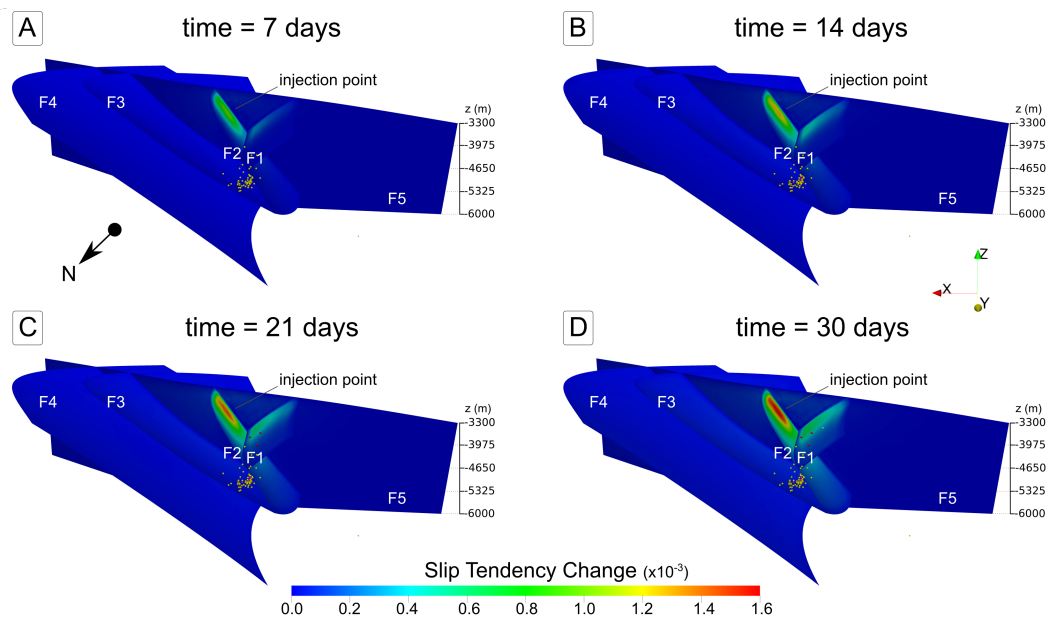 A
time = 7 days
injection point
F4
F3
F2
F1
F5
z (m)
-3300
-3975
-4650
-5325
-6000
N
B
time = 14 days
injection point
F4
F3
F2
F1
F5
z (m)
-3300
-3975
-4650
-5325
-6000
Z
X
Y
C
time = 21 days
injection point
F4
F3
F2
F1
F5
z (m)
-3300
-3975
-4650
-5325
-6000
D
time = 30 days
injection point
F4
F3
F2
F1
F5
z (m)
-3300
-3975
-4650
-5325
-6000
Slip Tendency Change (x10⁻³)
0.0 0.2 0.4 0.6 0.8 1.0 1.2 1.4 1.6